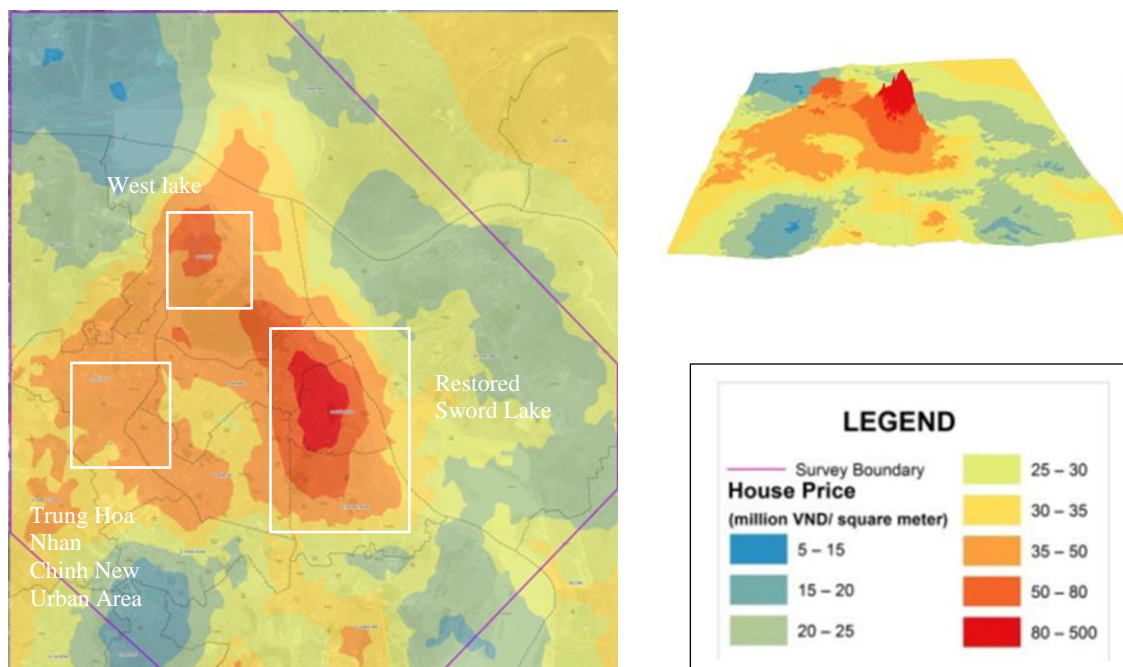 West lake
Restored
Sword Lake
Trung Hoa
Nhan
Chinh New
Urban Area
LEGEND
Survey Boundary
House Price
(million VND/ square meter)
5 – 15
15 – 20
20 – 25
25 – 30
30 – 35
35 – 50
50 – 80
80 – 500